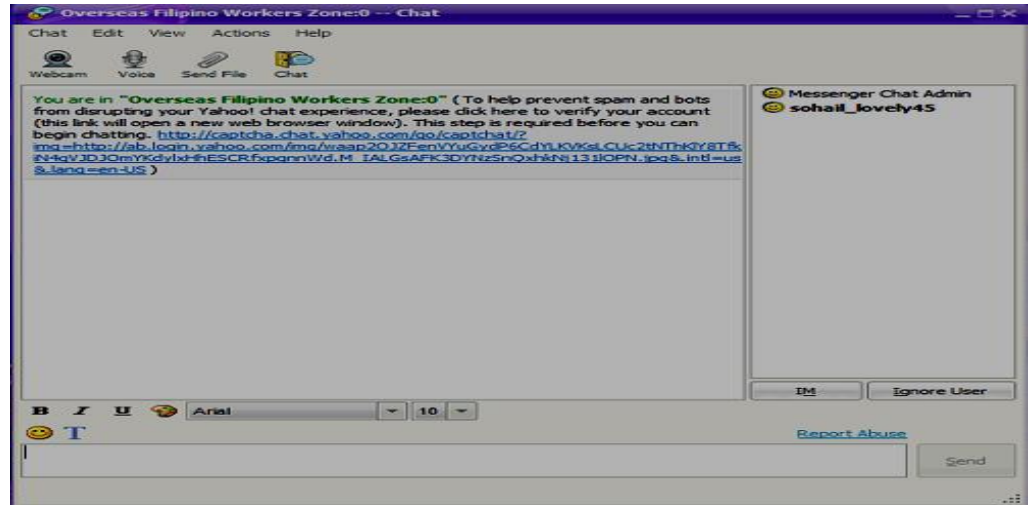 Overseas Filipino Workers Zone:0 -- Chat
Chat Edit View Actions Help
Webcam Voice Send File Chat
You are in "Overseas Filipino Workers Zone:0" (To help prevent spam and bots
from disrupting your Yahoo! chat experience, please click here to verify your account
(this link will open a new web browser window). This step is required before you can
begin chatting. http://captcha.chat.yahoo.com/go/captchat/?
&.lang=en-US )
Messenger Chat Admin
sohail_lovely45
IM Ignore User
B I U Arial 10
T
Report Abuse
Send